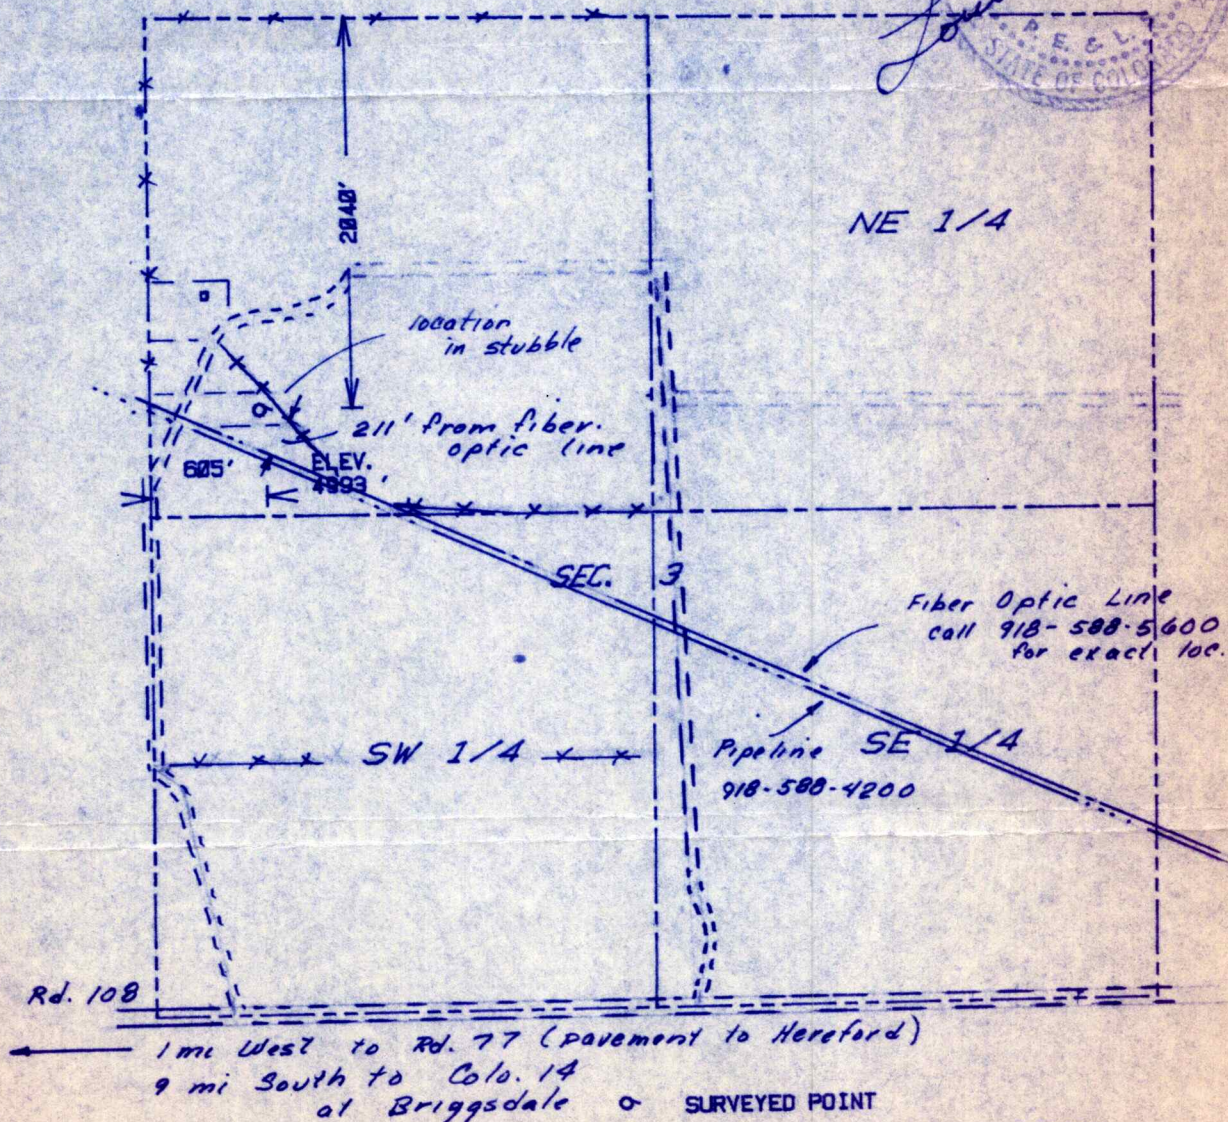 P. E. & L.
STATE OF COLORADO
2040'
NE 1/4
location
in stubble
211' from fiber
optic line
605'
ELEV.
4993'
SEC. 3
Fiber Optic Line
call 918-588-5600
for exact loc.
SW 1/4
Pipeline
SE 1/4
918-588-4200
Rd. 108
1 mi West to Rd. 77 (pavement to Hereford)
9 mi South to Colo. 14
at Briggsdale
SURVEYED POINT